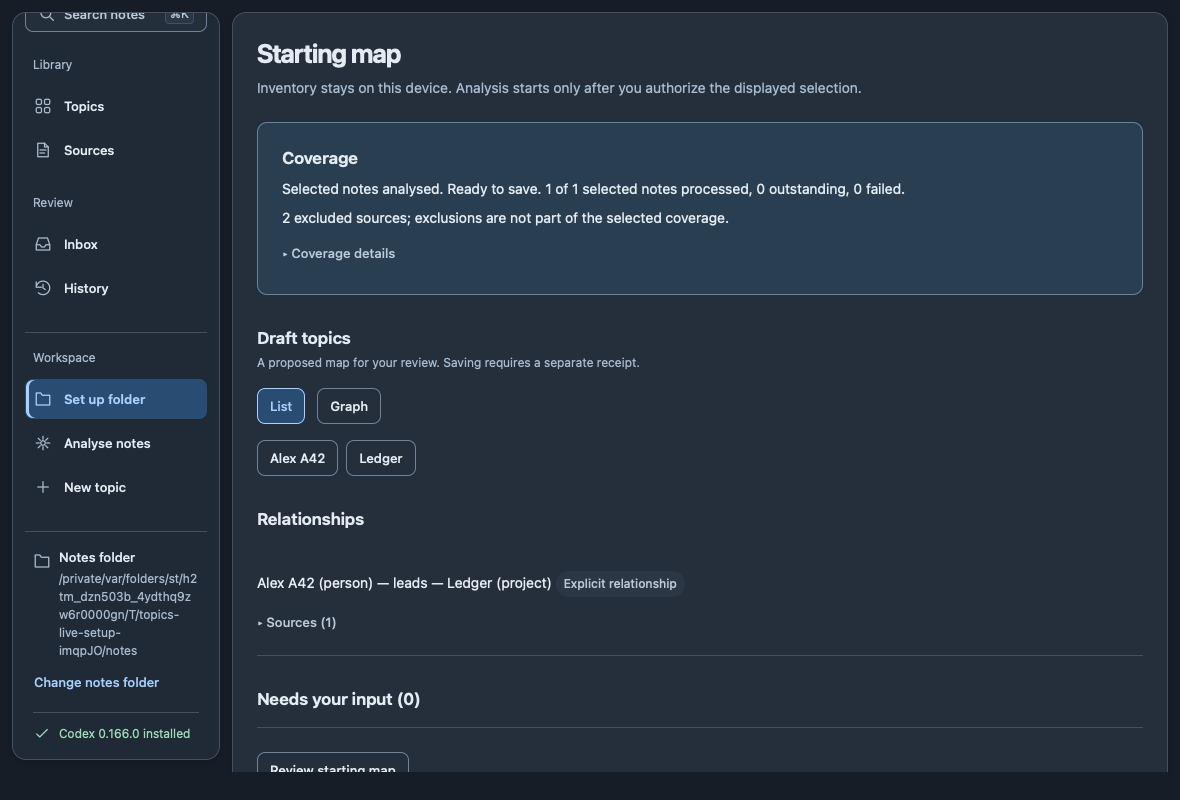 Search notes ⌘K
Library
Topics
Sources
Review
Inbox
History
Workspace
Set up folder
Analyse notes
New topic
Notes folder
/private/var/folders/st/h2
tm_dzn503b_4ydthq9z
w6r0000gn/T/topics-
live-setup-
imqpJO/notes
Change notes folder
Codex 0.166.0 installed
Starting map
Inventory stays on this device. Analysis starts only after you authorize the displayed selection.
Coverage
Selected notes analysed. Ready to save. 1 of 1 selected notes processed, 0 outstanding, 0 failed.
2 excluded sources; exclusions are not part of the selected coverage.
Coverage details
Draft topics
A proposed map for your review. Saving requires a separate receipt.
List Graph
Alex A42 Ledger
Relationships
Alex A42 (person) — leads — Ledger (project) Explicit relationship
Sources (1)
Needs your input (0)
Review starting map